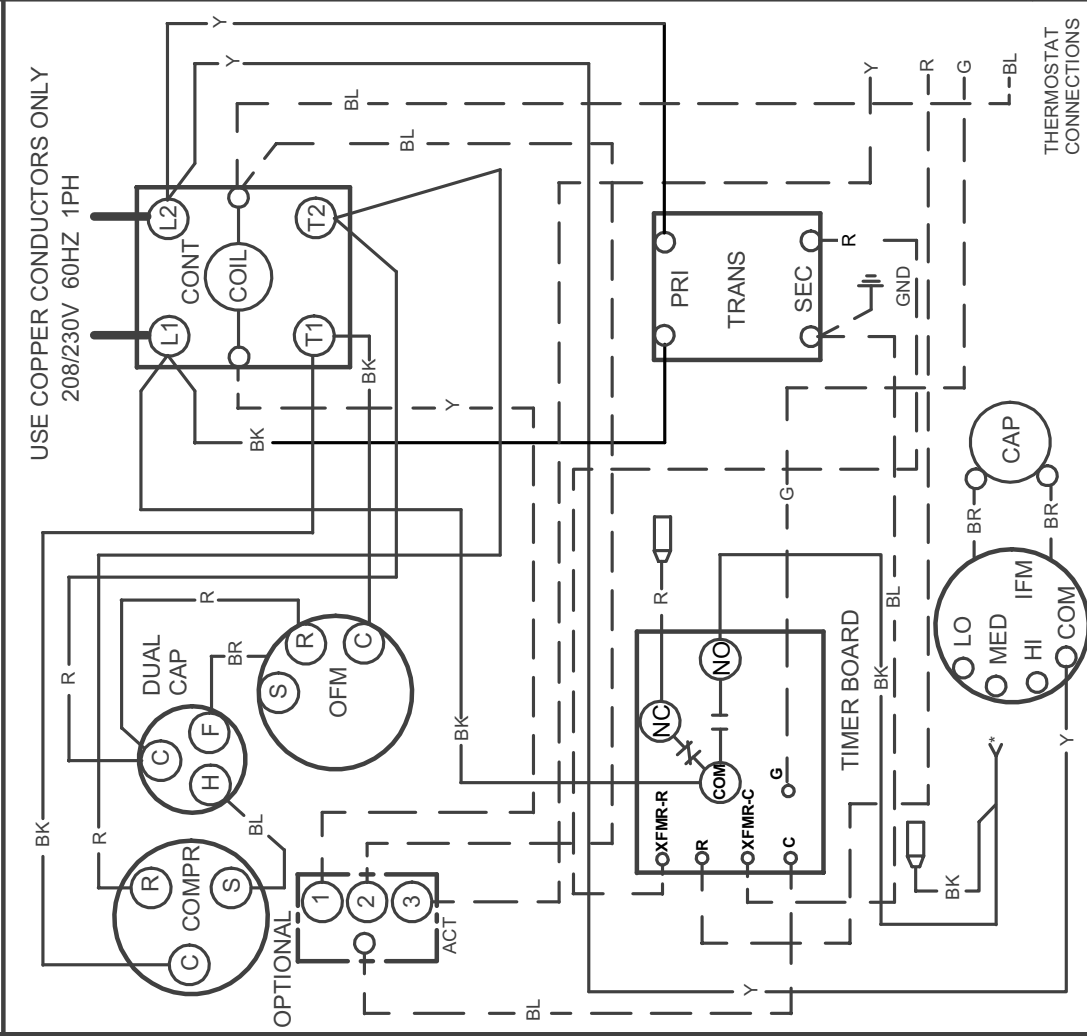 USE COPPER CONDUCTORS ONLY
208/230V 60HZ 1PH
L1
L2
CONT
COIL
T1
T2
Y
Y
BL
BL
BK
Y
BK
Y
R
G
BL
THERMOSTAT
CONNECTIONS
PRI
TRANS
SEC
R
GND
R
DUAL
CAP
C
F
H
R
BR
S
R
C
OFM
BK
R
BL
COMPR
R
S
C
OPTIONAL
1
2
3
ACT
BL
BK
R
G
NC
NO
COM
XFMR-R
R
XFMR-C
C
G
TIMER BOARD
BK
BL
BK
*
Y
CAP
BR
BR
LO
MED
HI
COM
IFM
Y